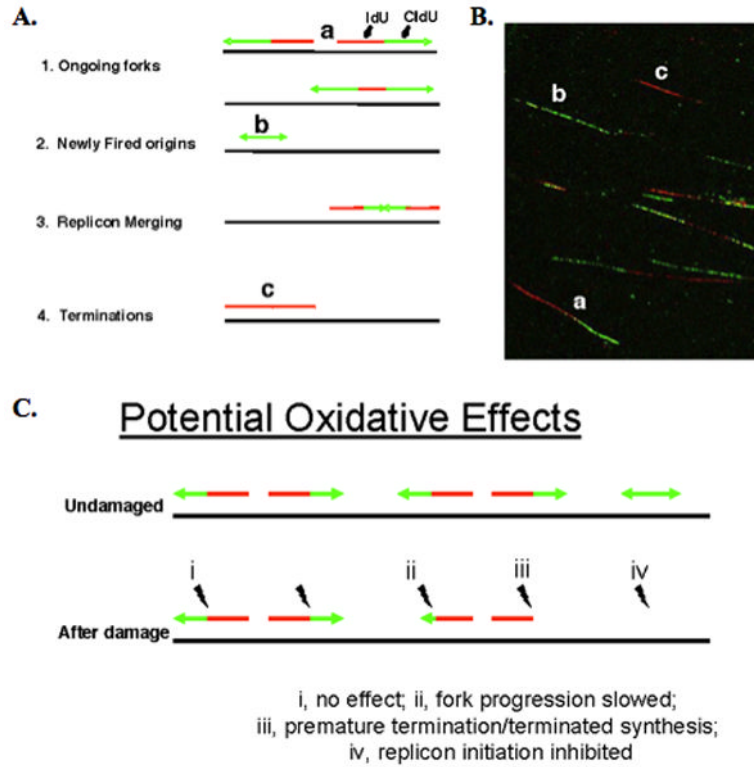 A.
a
IdU
CldU
1. Ongoing forks
b
2. Newly Fired origins
3. Replicon Merging
c
4. Terminations
B.
b
c
a
C.
Potential Oxidative Effects
Undamaged
i
ii
iii
iv
After damage
i, no effect; ii, fork progression slowed;
iii, premature termination/terminated synthesis;
iv, replicon initiation inhibited